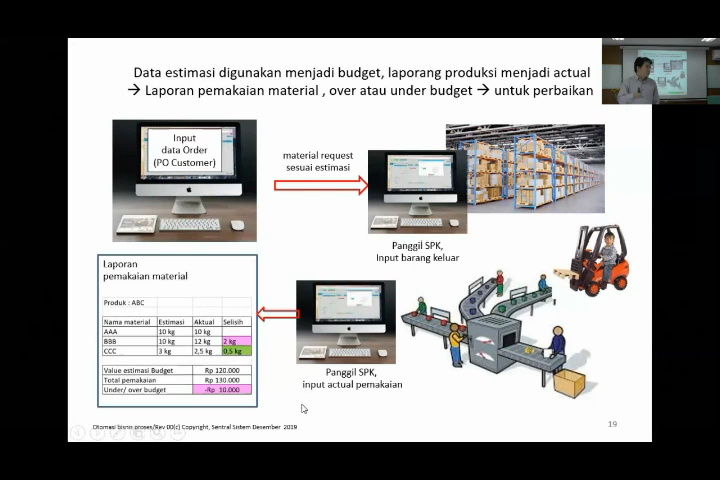 Data estimasi digunakan menjadi budget, laporang produksi menjadi actual
→ Laporan pemakaian material , over atau under budget → untuk perbaikan
Input
data Order
(PO Customer)
material request
sesuai estimasi
Panggil SPK,
Input barang keluar
Laporan
pemakaian material
Produk : ABC
Nama material Estimasi Aktual Selisih
AAA 10 kg 10 kg
BBB 10 kg 12 kg 2 kg
CCC 3 kg 2,5 kg 0,5 kg
Value estimasi Budget Rp 120.000
Total pemakaian Rp 130.000
Under/ over budget -Rp 10.000
Panggil SPK,
input actual pemakaian
Otomasi bisnis proses/Rev 00(c) Copyright, Sentral Sistem Desember 2019
19